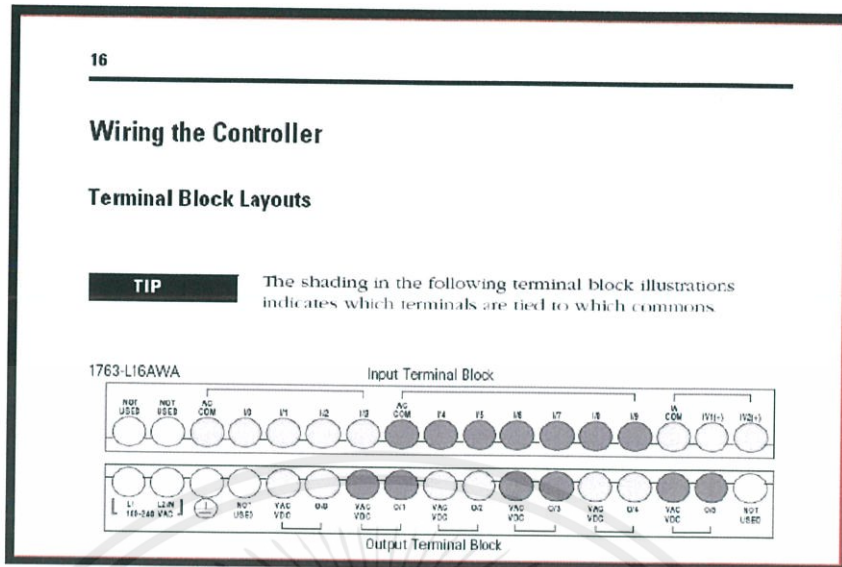 16
Wiring the Controller
Terminal Block Layouts
TIP
The shading in the following terminal block illustrations
indicates which terminals are tied to which commons
1763-L16AWA
Input Terminal Block
NOT USED NOT USED AC COM I/0 I/1 I/2 I/3 AC COM I/4 I/5 I/6 I/7 I/8 I/9 COM IV1(+) IV2(+)
L1 L2/N NOT USED VAC VDC O/0 VAC VDC O/1 VAC VDC O/2 VAC VDC O/3 VAC VDC O/4 VAC VDC NOT USED
VAC
Output Terminal Block